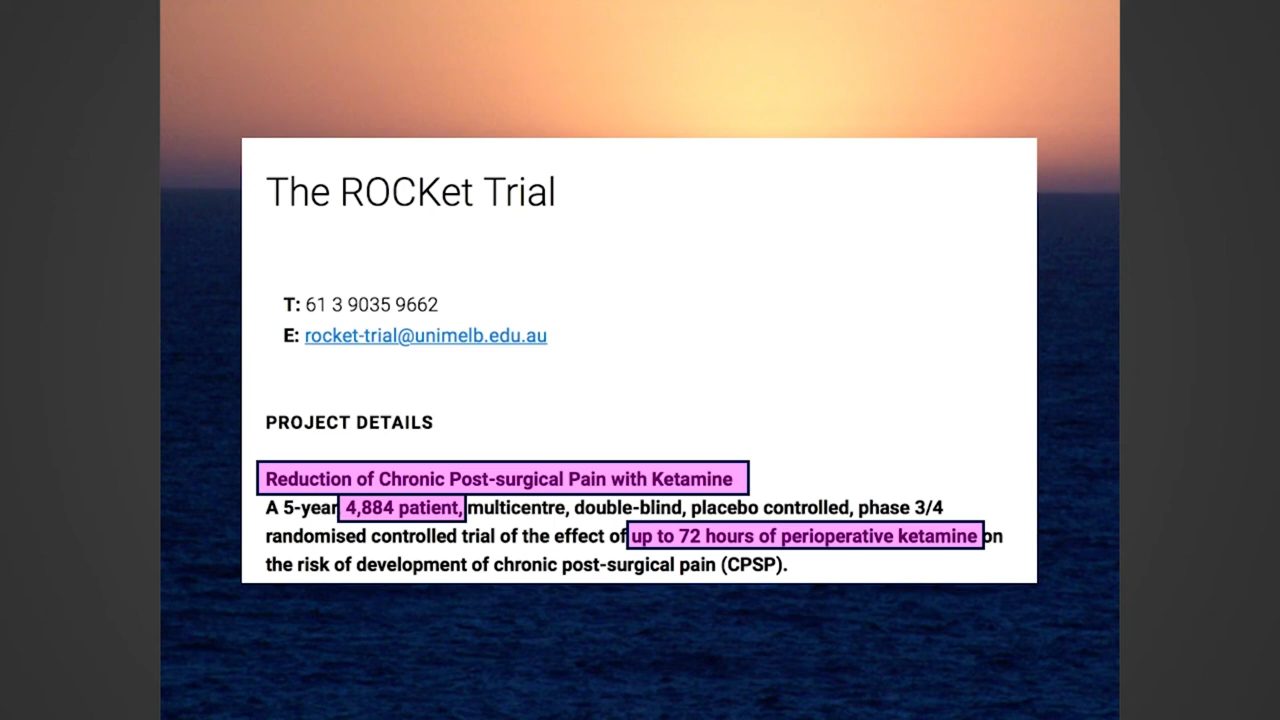 The ROCKet Trial
T: 61 3 9035 9662
E: rocket-trial@unimelb.edu.au
PROJECT DETAILS
Reduction of Chronic Post-surgical Pain with Ketamine
A 5-year 4,884 patient, multicentre, double-blind, placebo controlled, phase 3/4
randomised controlled trial of the effect of up to 72 hours of perioperative ketamine on
the risk of development of chronic post-surgical pain (CPSP).